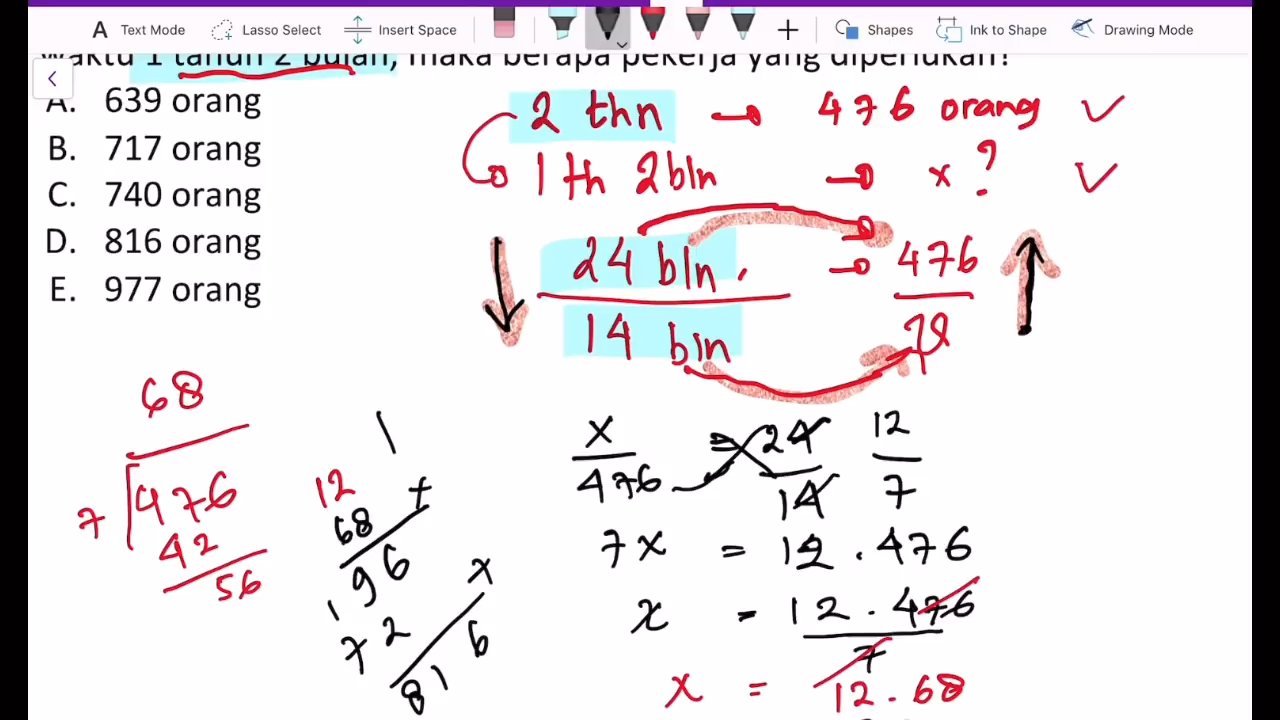 A Text Mode Lasso Select Insert Space Shapes Ink to Shape Drawing Mode
waktu 1 tahun 2 bulan, maka berapa pekerja yang diperlukan?
A. 639 orang
B. 717 orang
C. 740 orang
D. 816 orang
E. 977 orang
2 thn → 476 orang ✓
1 th 2 bln → x ? ✓
24 bln → 476
14 bln x
x/476 = 24/14 12/7
7x = 12 . 476
x = 12 . 476 / 7
x = 12 . 68
68
7 476
42
56
1
12
68 x
96
72 +
816